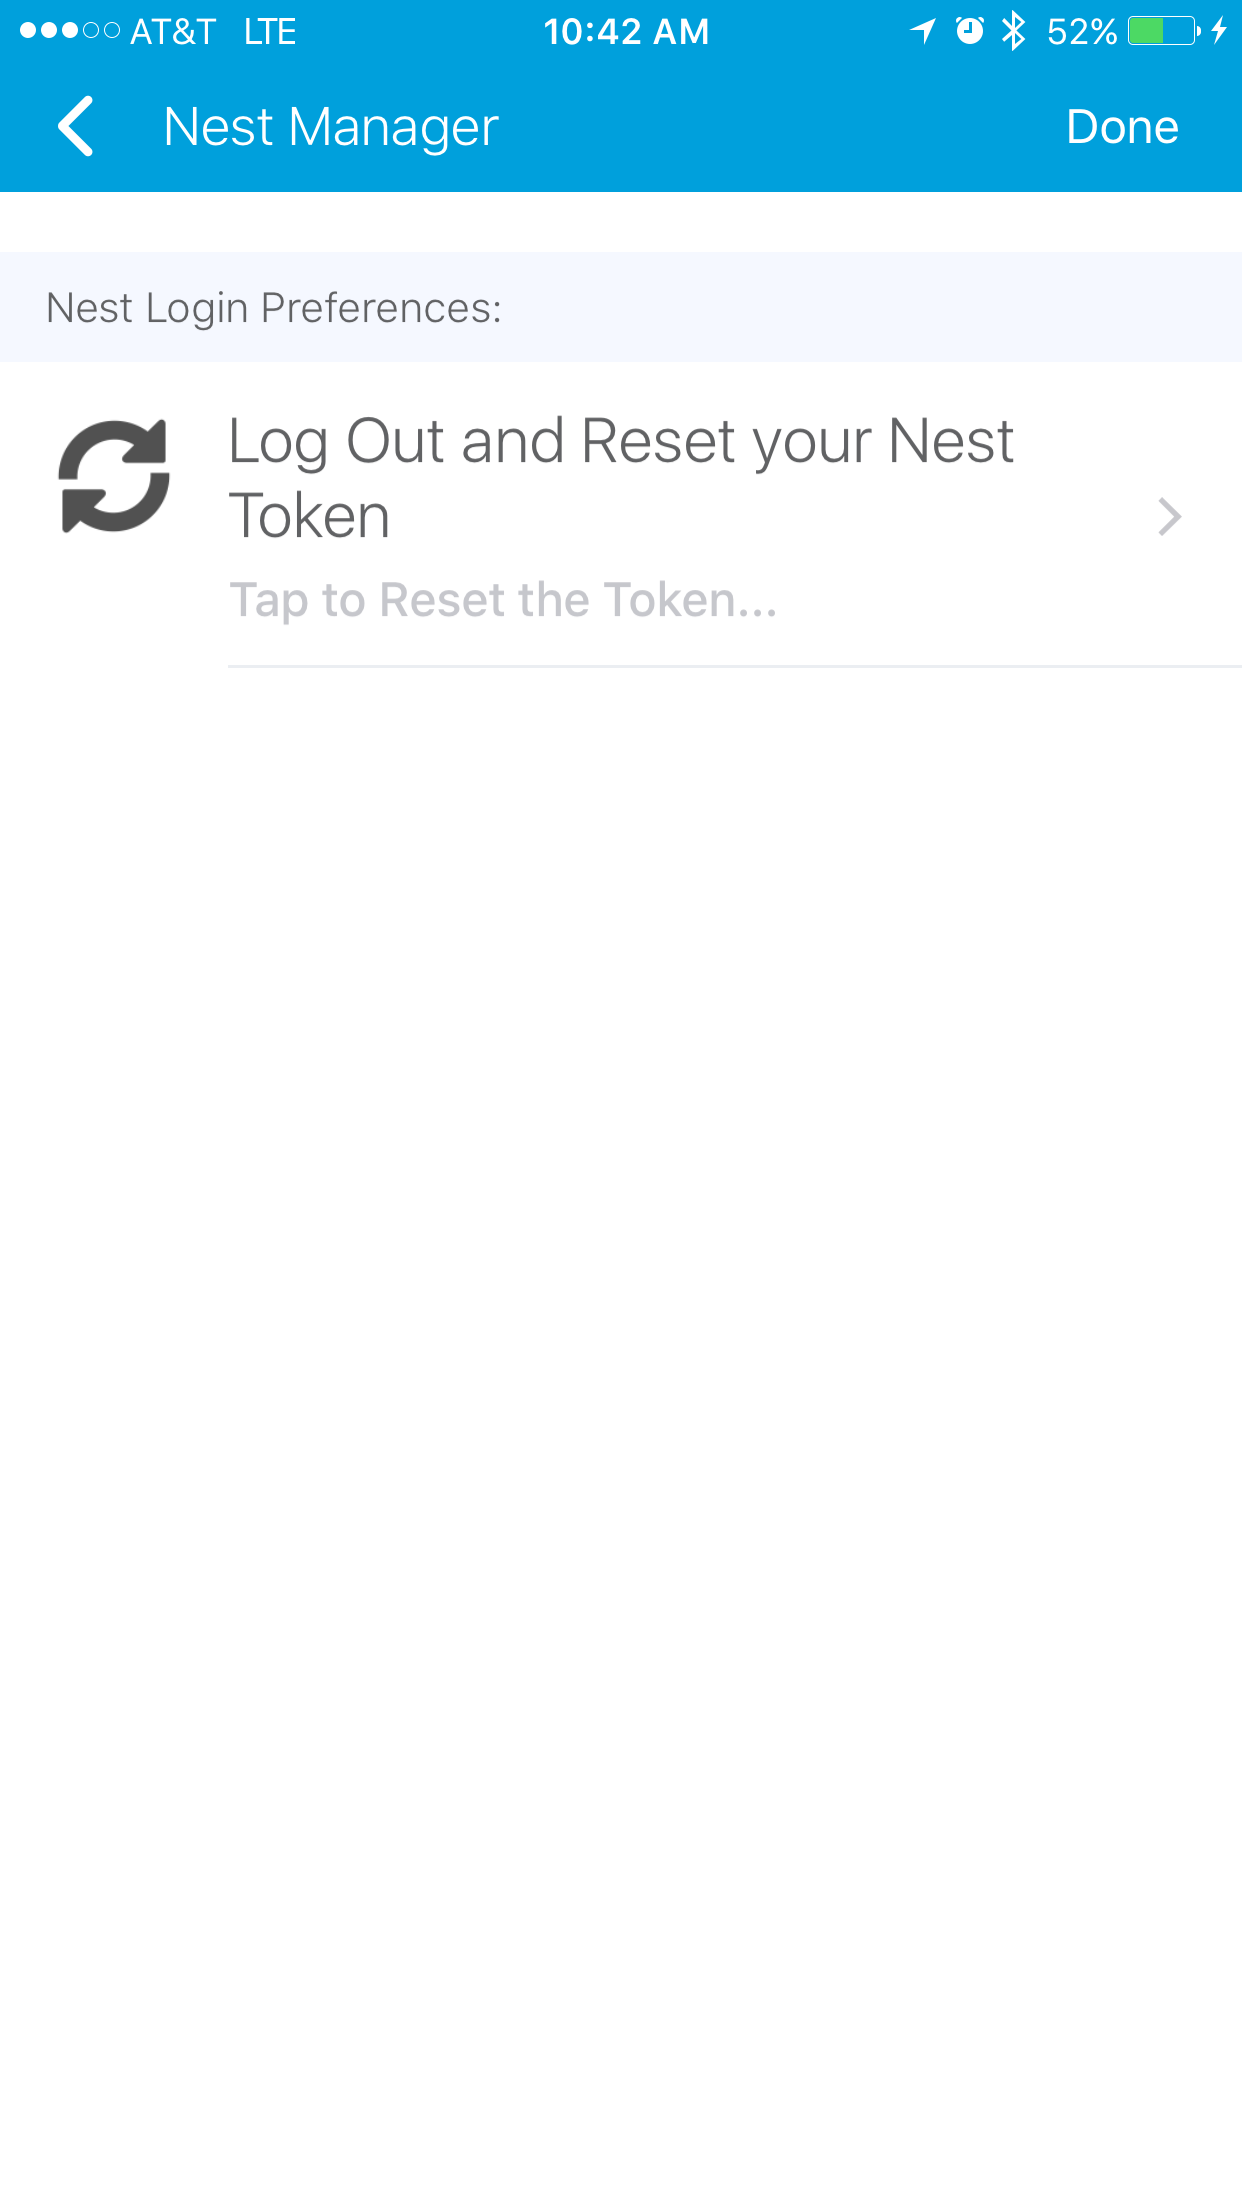 AT&T LTE 10:42 AM 52%
Nest Manager Done
Nest Login Preferences:
Log Out and Reset your Nest
Token
Tap to Reset the Token...